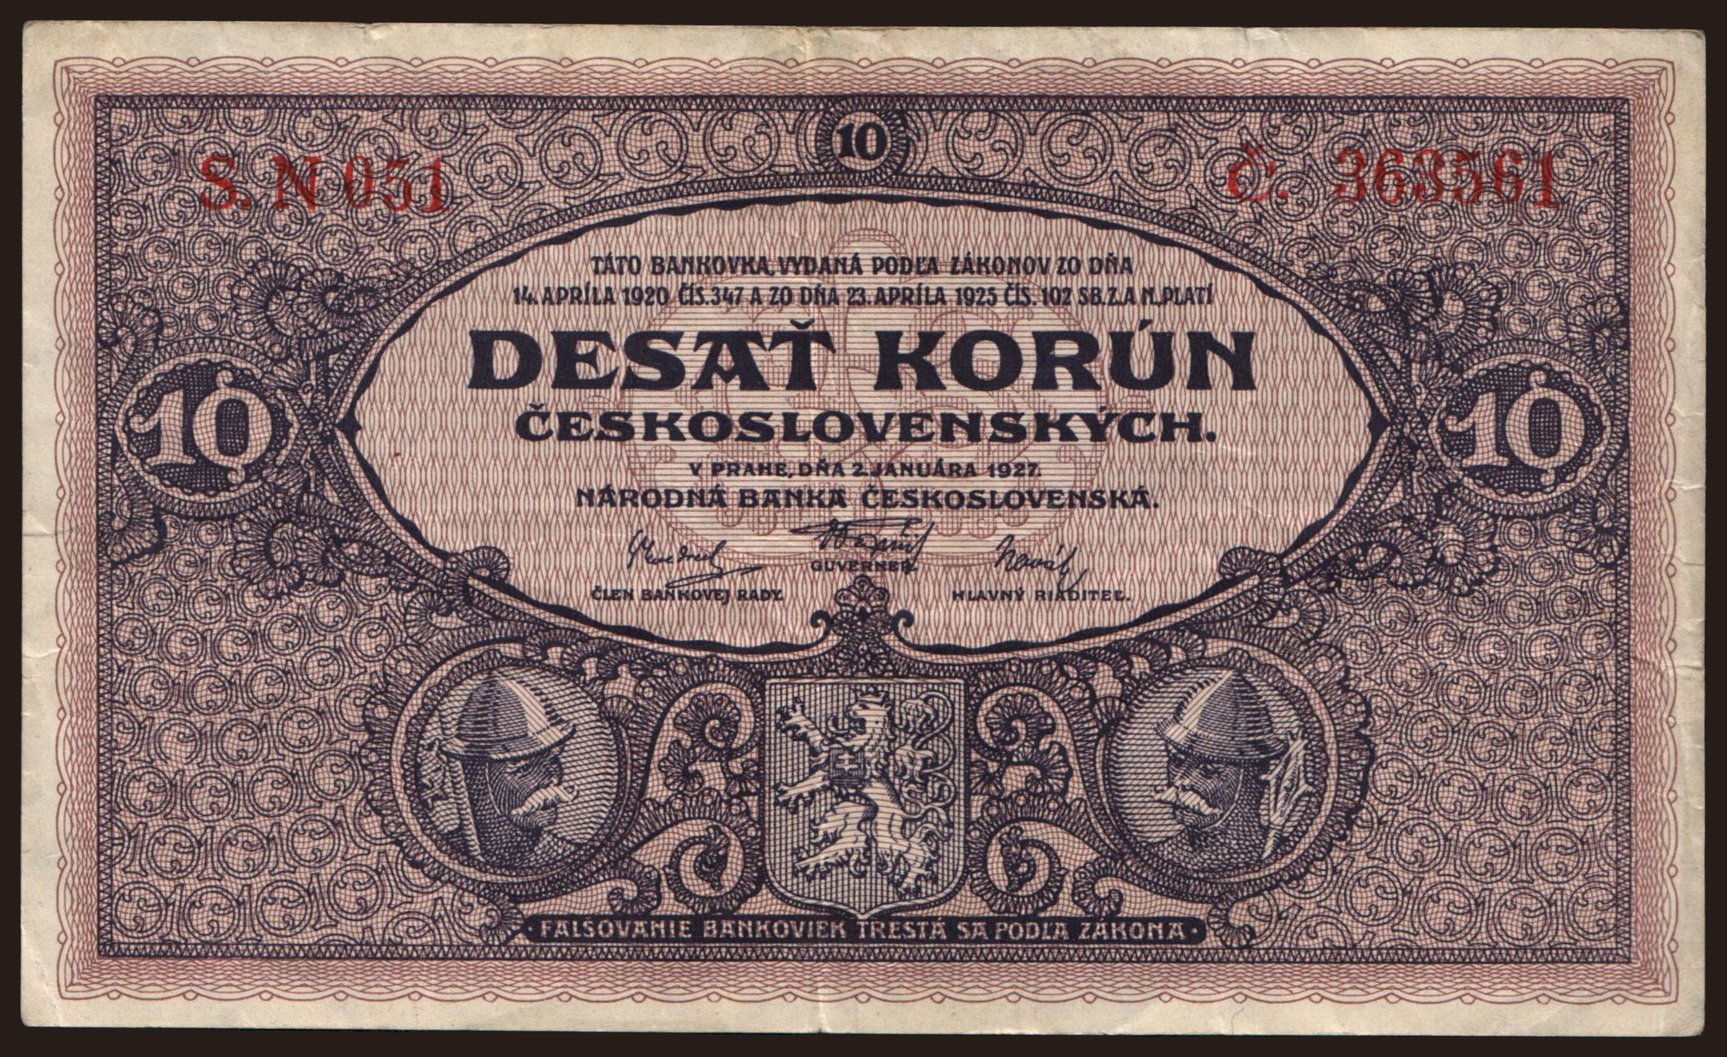 10
S. N 051 Č. 363561
TÁTO BANKOVKA, VYDANÁ PODĽA ZÁKONOV ZO DŇA
14. APRÍLA 1920 ČÍS. 347 A ZO DŇA 23. APRÍLA 1925 ČÍS. 102 SB. Z. A N. PLATÍ
DESAŤ KORÚN
10 10
ČESKOSLOVENSKÝCH.
V PRAHE, DŇA 2. JANUÁRA 1927.
NÁRODNÁ BANKA ČESKOSLOVENSKÁ.
GUVERNER.
ČLEN BANKOVEJ RADY. HLAVNÝ RIADITEĽ.
· FALŠOVANIE BANKOVIEK TRESTÁ SA PODĽA ZÁKONA ·